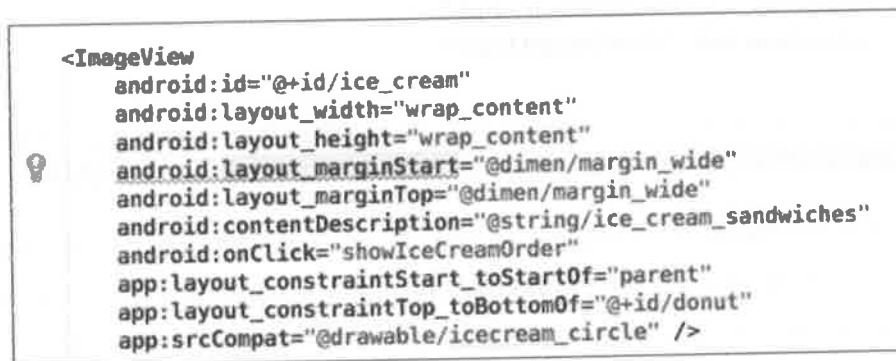 <ImageView
android:id="@+id/ice_cream"
android:layout_width="wrap_content"
android:layout_height="wrap_content"
android:layout_marginStart="@dimen/margin_wide"
android:layout_marginTop="@dimen/margin_wide"
android:contentDescription="@string/ice_cream_sandwiches"
android:onClick="showIceCreamOrder"
app:layout_constraintStart_toStartOf="parent"
app:layout_constraintTop_toBottomOf="@+id/donut"
app:srcCompat="@drawable/icecream_circle" />